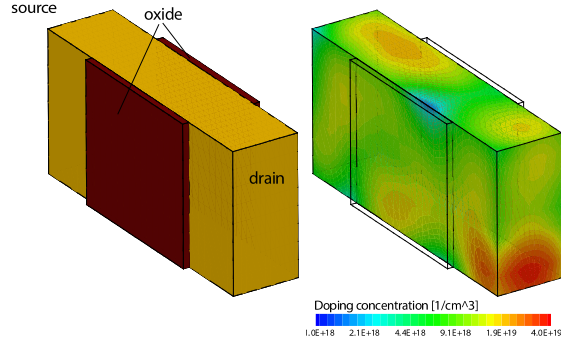 source
oxide
drain
Doping concentration [1/cm^3]
1.0E+18 2.1E+18 4.4E+18 9.1E+18 1.9E+19 4.0E+19